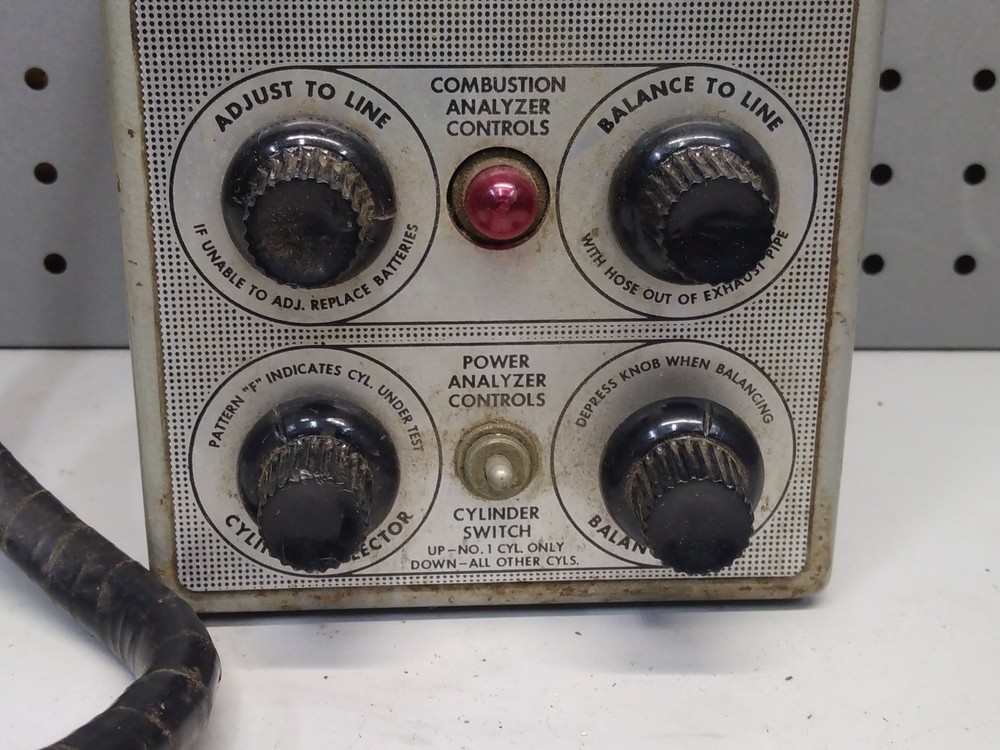 ADJUST TO LINE
IF UNABLE TO ADJ. REPLACE BATTERIES
COMBUSTION
ANALYZER
CONTROLS
BALANCE TO LINE
WITH HOSE OUT OF EXHAUST PIPE
PATTERN "F" INDICATES CYL. UNDER TEST
POWER
ANALYZER
CONTROLS
CYLINDER
SWITCH
UP-NO. 1 CYL. ONLY
DOWN-ALL OTHER CYLS.
DEPRESS KNOB WHEN BALANCING